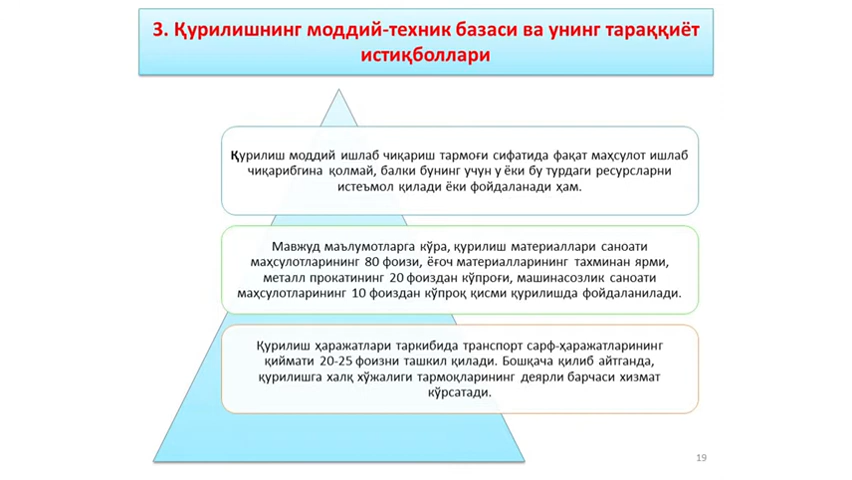 3. Қурилишнинг моддий-техник базаси ва унинг тараққиёт
истиқболлари
Қурилиш моддий ишлаб чиқариш тармоғи сифатида фақат маҳсулот ишлаб
чиқарибгина қолмай, балки бунинг учун у ёки бу турдаги ресурсларни
истеъмол қилади ёки фойдаланади ҳам.
Мавжуд маълумотларга кўра, қурилиш материаллари саноати
маҳсулотларининг 80 фоизи, ёғоч материалларининг тахминан ярми,
металл прокатининг 20 фоиздан кўпроғи, машинасозлик саноати
маҳсулотларининг 10 фоиздан кўпроқ қисми қурилишда фойдаланилади.
Қурилиш ҳаражатлари таркибида транспорт сарф-ҳаражатларининг
қиймати 20-25 фоизни ташкил қилади. Бошқача қилиб айтганда,
қурилишга халқ хўжалиги тармоқларининг деярли барчаси хизмат
кўрсатади.
19